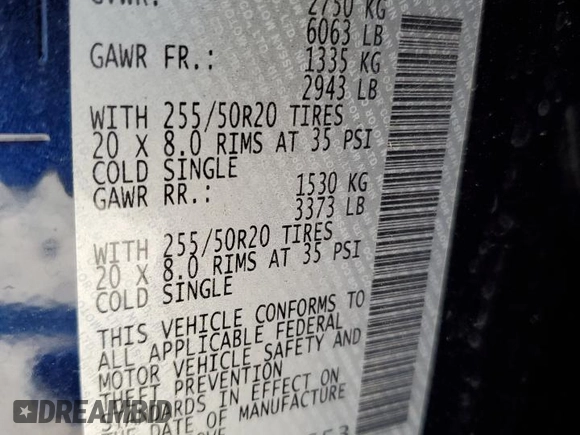 GVWR: 2750 KG
6063 LB
GAWR FR.: 1335 KG
2943 LB
WITH 255/50R20 TIRES
20 X 8.0 RIMS AT 35 PSI
COLD SINGLE
GAWR RR.: 1530 KG
3373 LB
WITH 255/50R20 TIRES
20 X 8.0 RIMS AT 35 PSI
COLD SINGLE
THIS VEHICLE CONFORMS TO
ALL APPLICABLE FEDERAL
MOTOR VEHICLE SAFETY AND
THEFT PREVENTION
STANDARDS IN EFFECT ON
THE DATE OF MANUFACTURE
DREAMBID